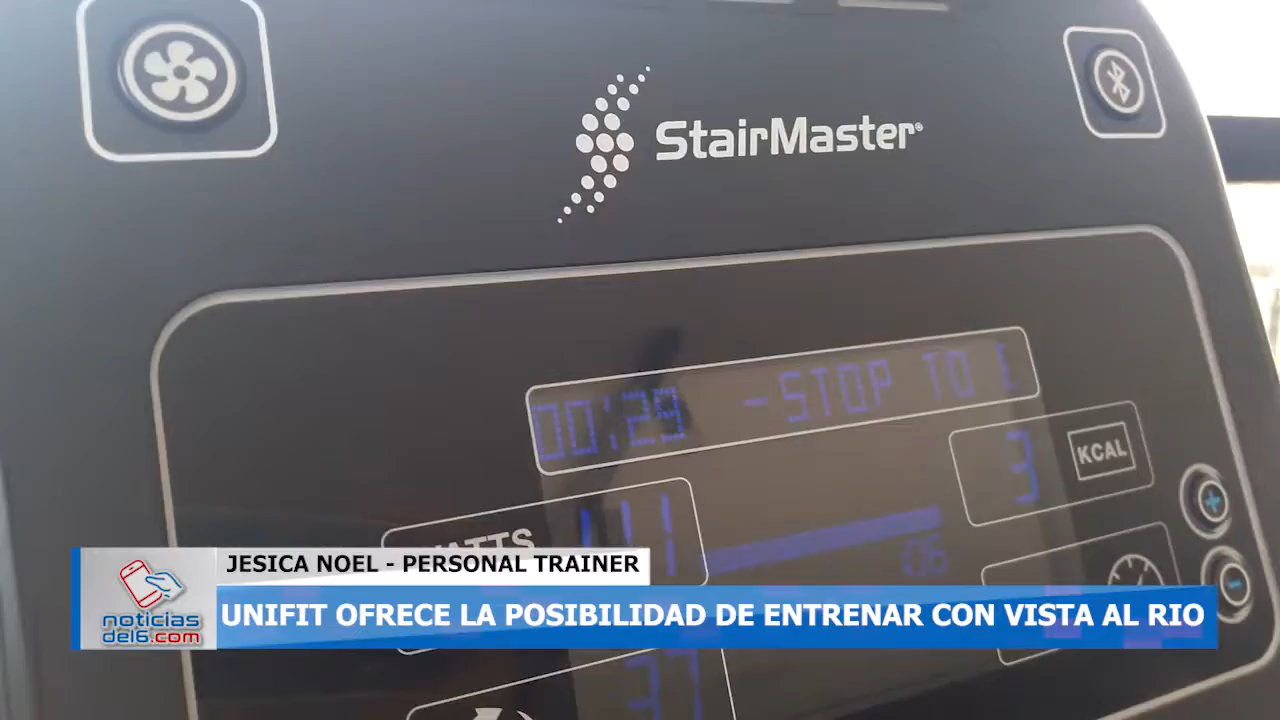 StairMaster®
00:29 -STOP TO
3 KCAL
JESICA NOEL - PERSONAL TRAINER
UNIFIT OFRECE LA POSIBILIDAD DE ENTRENAR CON VISTA AL RIO
noticias
del6.com